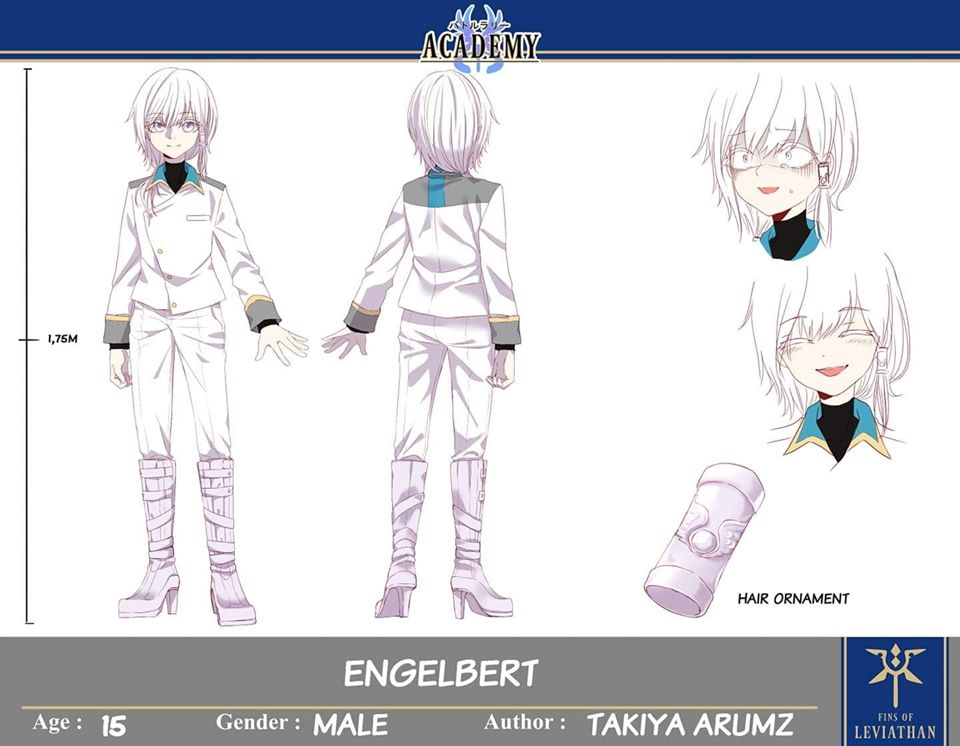 バトルラリー
ACADEMY
1,75M
HAIR ORNAMENT
ENGELBERT
Age : 15 Gender : MALE Author : TAKIYA ARUMZ
FINS OF
LEVIATHAN